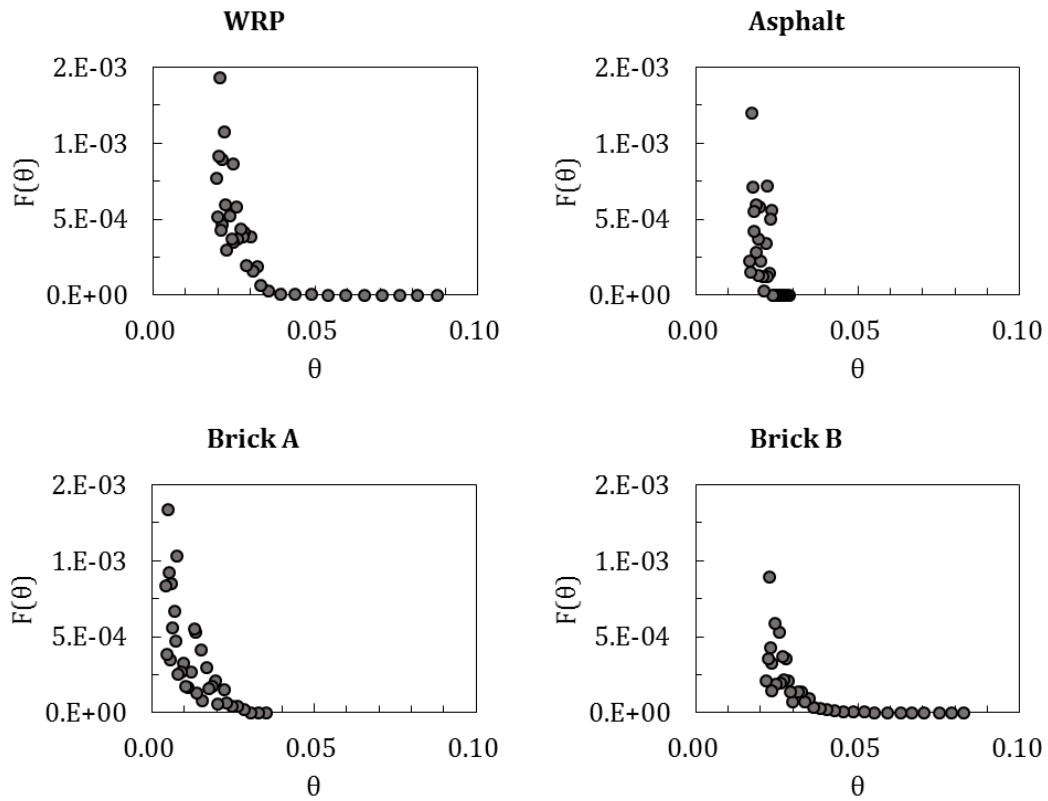 WRP
Asphalt
2.E-03
1.E-03
5.E-04
0.E+00
F(θ)
0.00
0.05
0.10
θ
2.E-03
1.E-03
5.E-04
0.E+00
F(θ)
0.00
0.05
0.10
θ
Brick A
Brick B
2.E-03
1.E-03
5.E-04
0.E+00
F(θ)
0.00
0.05
0.10
θ
2.E-03
1.E-03
5.E-04
0.E+00
F(θ)
0.00
0.05
0.10
θ